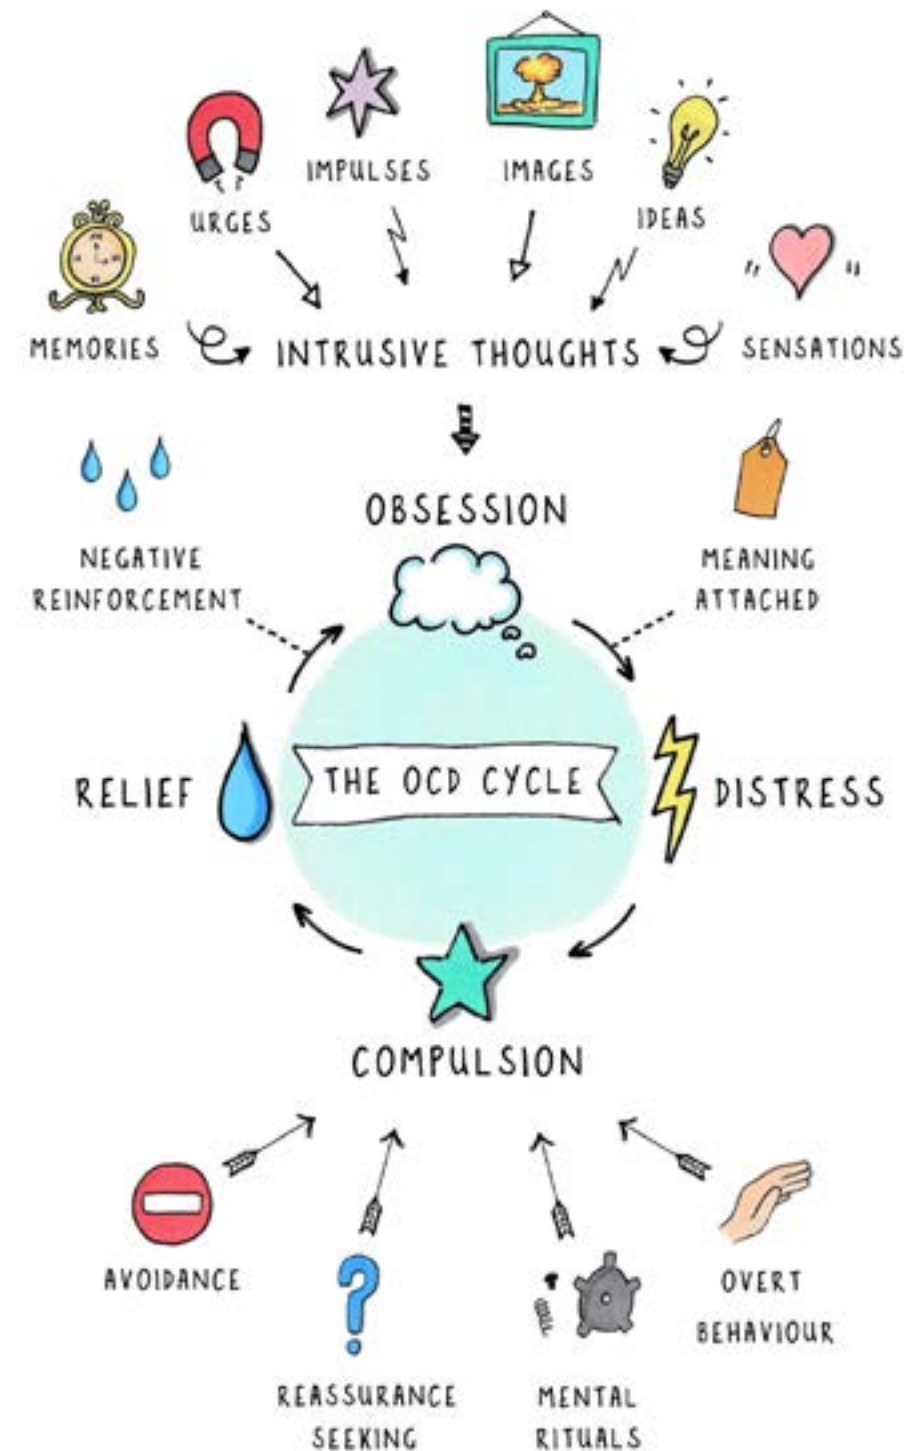 IMPULSES
IMAGES
URGES
IDEAS
MEMORIES
INTRUSIVE THOUGHTS
SENSATIONS
OBSESSION
NEGATIVE
REINFORCEMENT
MEANING
ATTACHED
RELIEF
THE OCD CYCLE
DISTRESS
COMPULSION
AVOIDANCE
OVERT
BEHAVIOUR
REASSURANCE
SEEKING
MENTAL
RITUALS